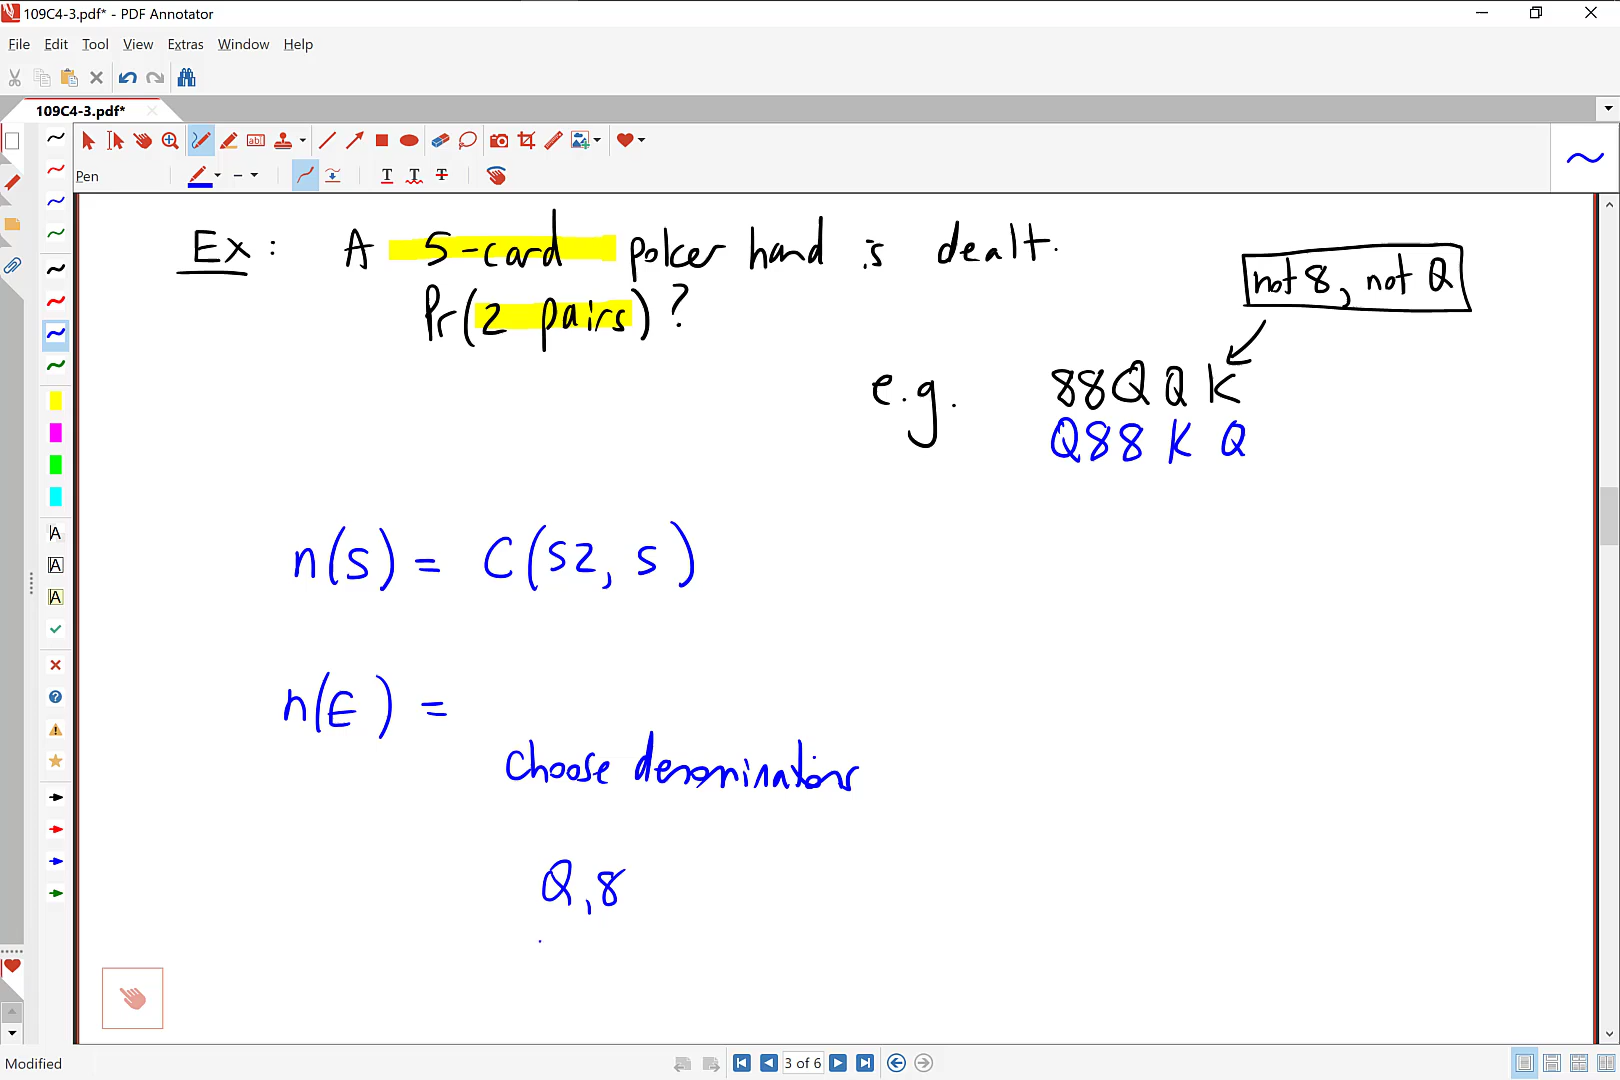 109C4-3.pdf* - PDF Annotator
File Edit Tool View Extras Window Help
109C4-3.pdf*
Pen
Ex: A 5-card poker hand is dealt.
Pr(2 pairs)?
not 8, not Q
e.g. 88QQK
Q88KQ
n(S) = C(52, 5)
n(E) =
choose denominations
Q, 8
Modified
3 of 6